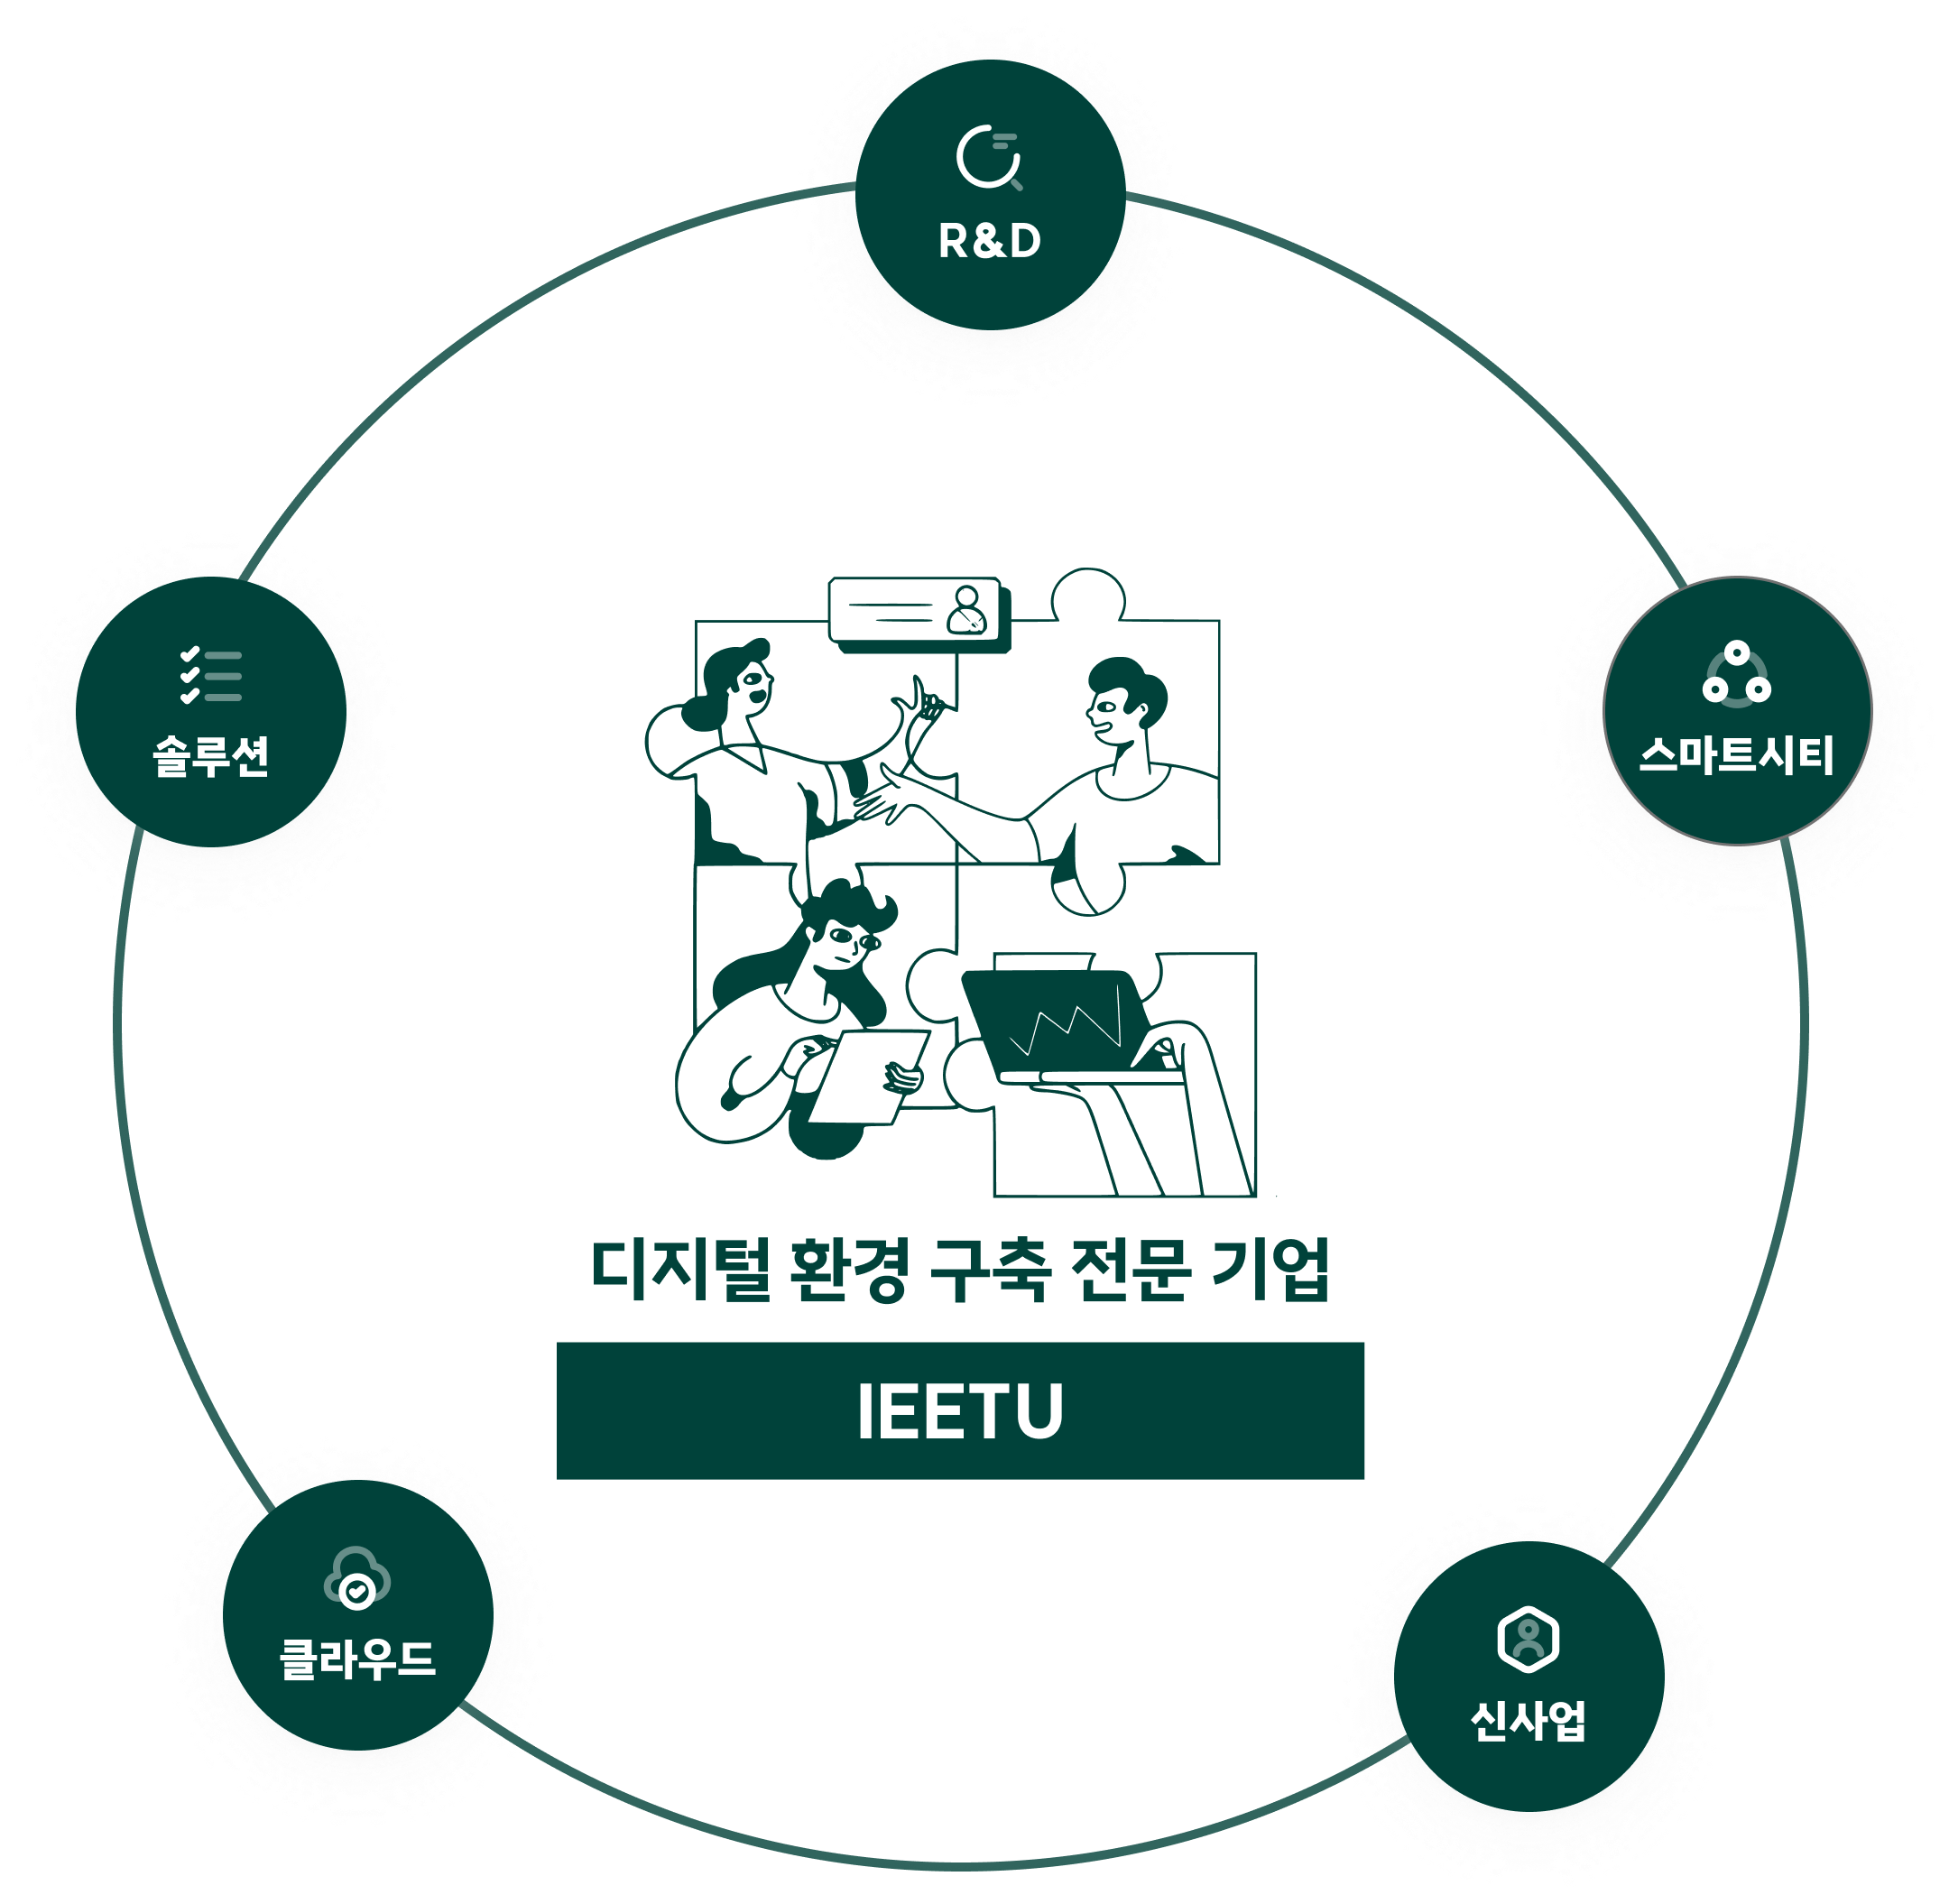 R&D
솔루션
스마트시티
디지털 환경 구축 전문 기업
IEETU
클라우드
신사업